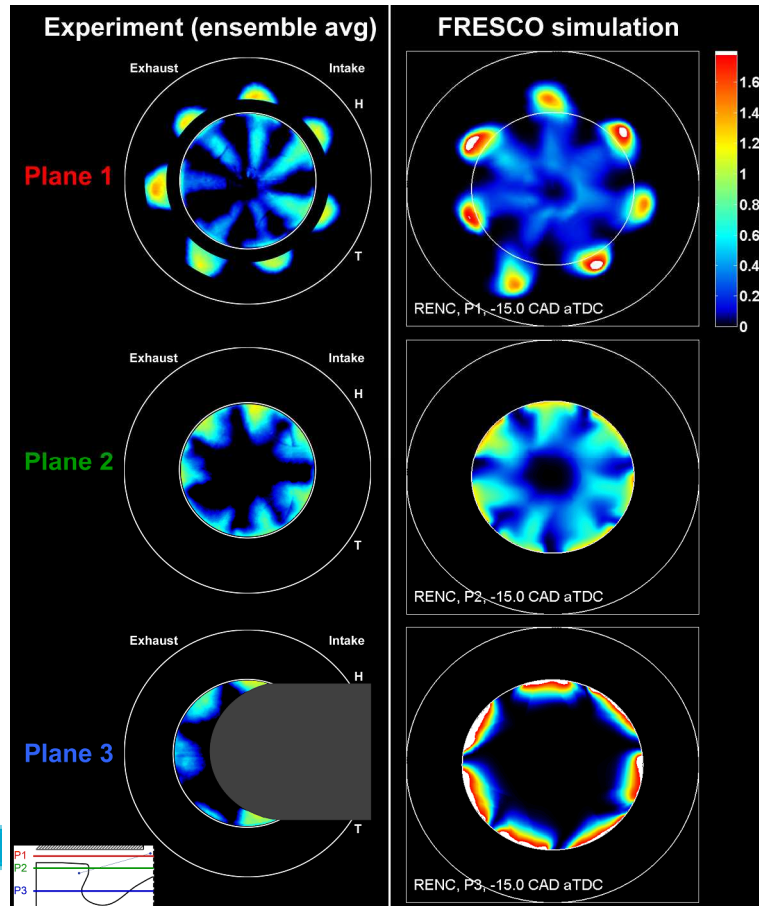 Experiment (ensemble avg)
FRESCO simulation
Exhaust
Intake
H
Plane 1
T
RENC, P1, -15.0 CAD aTDC
1.6
1.4
1.2
1
0.8
0.6
0.4
0.2
0
Exhaust
Intake
H
Plane 2
T
RENC, P2, -15.0 CAD aTDC
Exhaust
Intake
H
Plane 3
T
RENC, P3, -15.0 CAD aTDC
P1
P2
P3